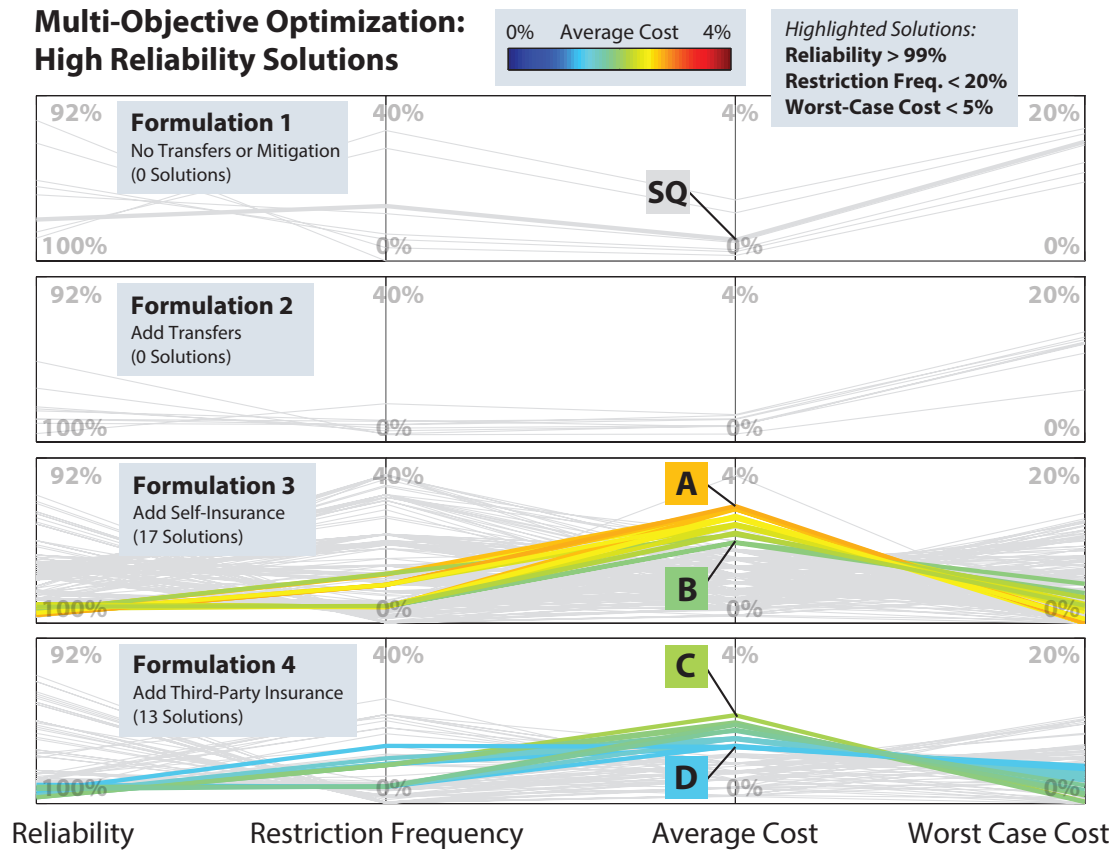 Multi-Objective Optimization:
High Reliability Solutions
0% Average Cost 4%
Highlighted Solutions:
Reliability > 99%
Restriction Freq. < 20%
Worst-Case Cost < 5%
92% 40% 4% 20%
Formulation 1
No Transfers or Mitigation
(0 Solutions)
SQ
100% 0% 0% 0%
92% 40% 4% 20%
Formulation 2
Add Transfers
(0 Solutions)
100% 0% 0% 0%
92% 40% 4% 20%
Formulation 3
Add Self-Insurance
(17 Solutions)
A
B
100% 0% 0% 0%
92% 40% 4% 20%
Formulation 4
Add Third-Party Insurance
(13 Solutions)
C
D
100% 0% 0% 0%
Reliability Restriction Frequency Average Cost Worst Case Cost